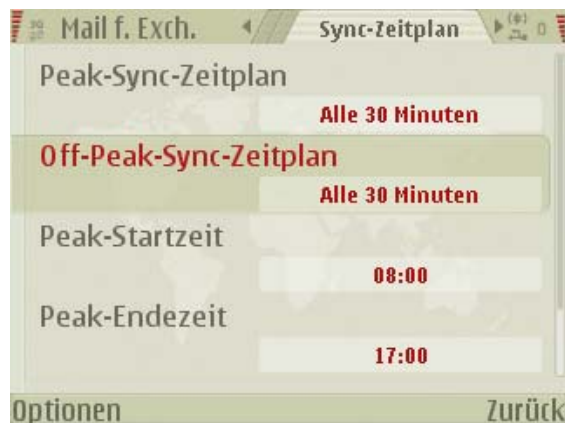 Mail f. Exch.
Sync-Zeitplan
Peak-Sync-Zeitplan
Alle 30 Minuten
Off-Peak-Sync-Zeitplan
Alle 30 Minuten
Peak-Startzeit
08:00
Peak-Endezeit
17:00
Optionen
Zurück